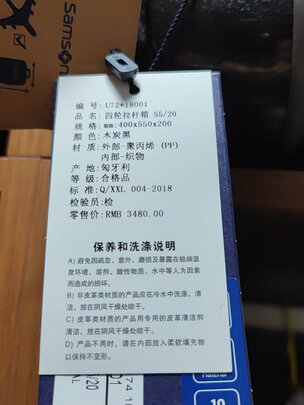 Samson
编 号: U72*18001
品 名: 四轮拉杆箱 55/20
规 格: 400x550x200
颜 色: 木炭黑
材 质: 外部-聚丙烯 (PP)
内部-织物
产 地: 匈牙利
等 级: 合格品
标 准: Q/XXL 004-2018
检验员: 检
零售价: RMB 3480.00
保养和洗涤说明
A) 避免因疏忽、意外、磨损及暴露在极端温
度环境、溶剂、酸性物质、水中等人为因素
而造成的损坏。
B) 非皮革类材质的产品应在冷水中洗涤、清
洁，放在阴风干燥处晾干。
C) 皮革类材质的产品用专用的皮革清洁剂
清洁，放在阴风干燥处晾干。
D) 产品不用时，请在内部放入柔软填充物
以保持不变形。
10